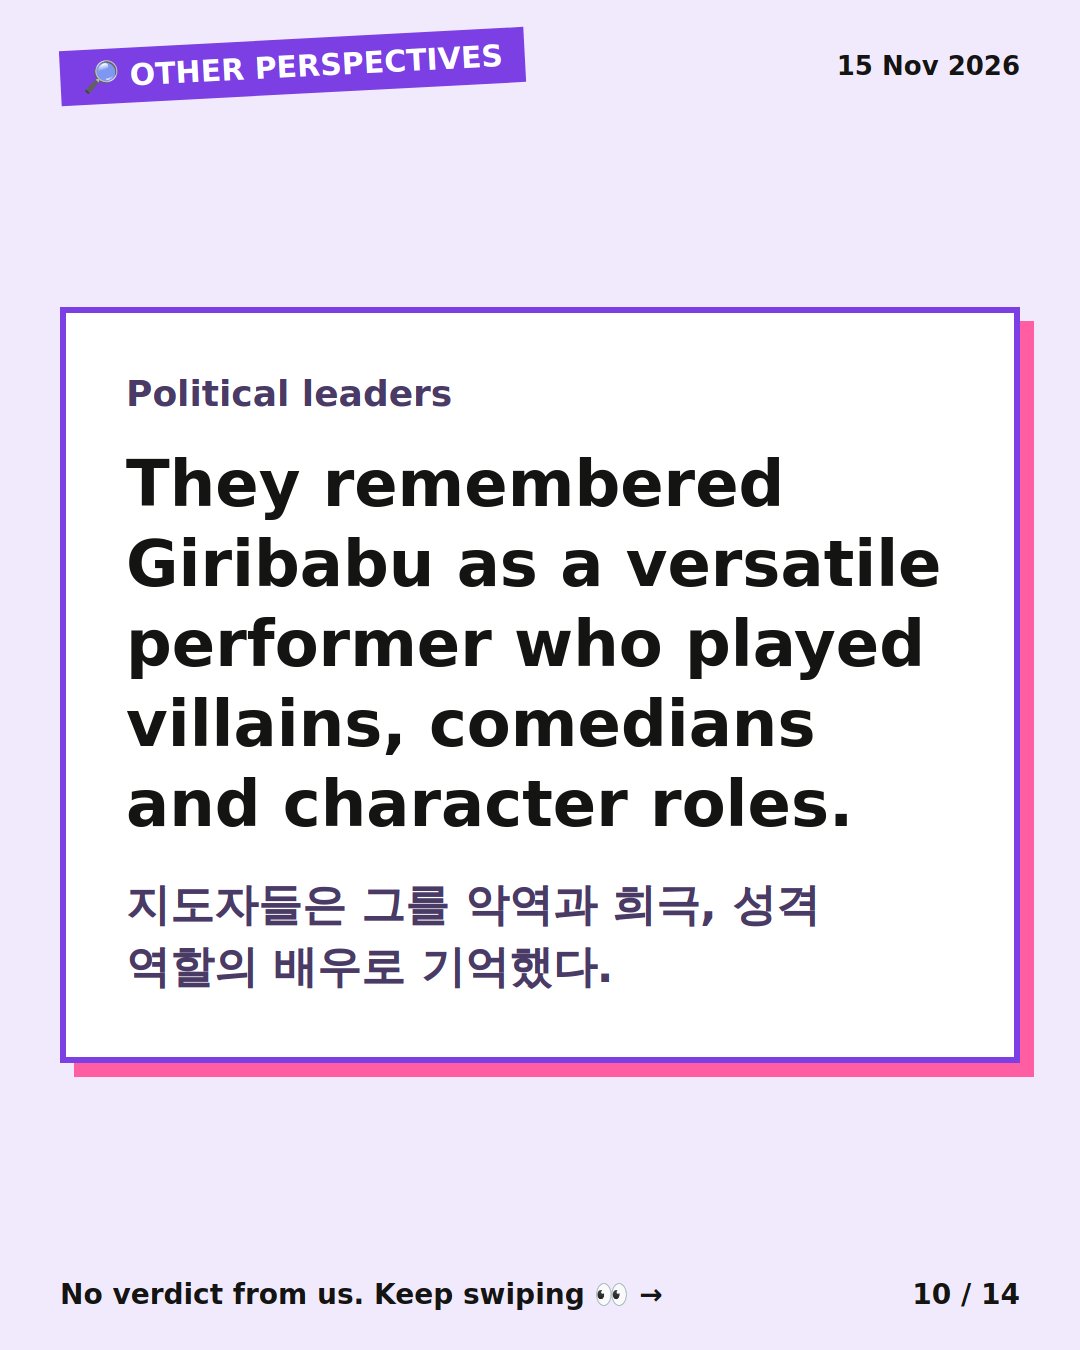 🔎 OTHER PERSPECTIVES
15 Nov 2026
Political leaders
They remembered
Giribabu as a versatile
performer who played
villains, comedians
and character roles.
지도자들은 그를 악역과 희극, 성격
역할의 배우로 기억했다.
No verdict from us. Keep swiping 👀 →
10 / 14